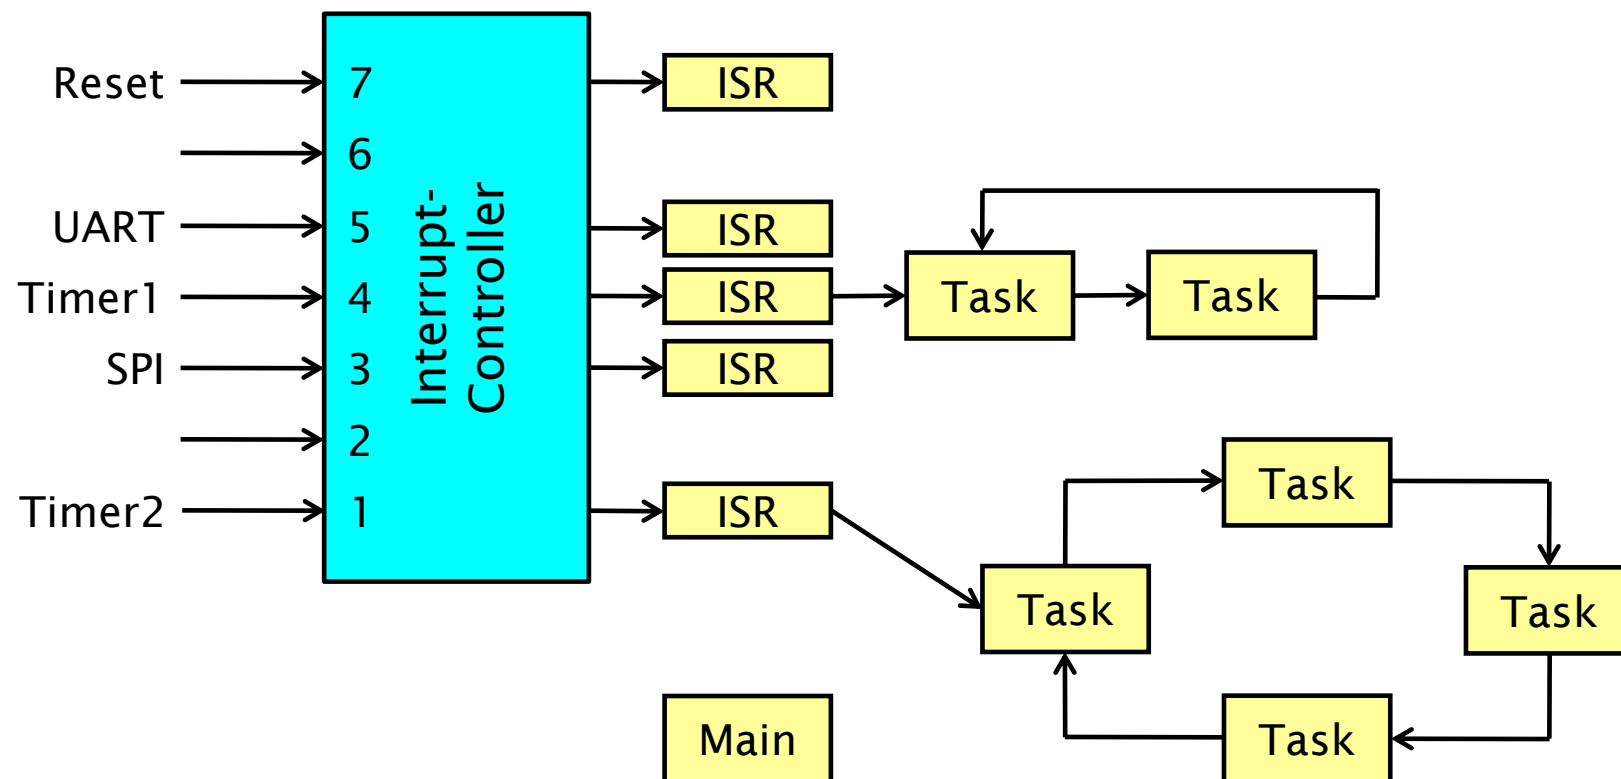 Reset
7
ISR
6
UART
5
ISR
Timer1
4
ISR
Task
Task
SPI
3
ISR
2
Timer2
1
ISR
Interrupt-
Controller
Task
Task
Task
Task
Main